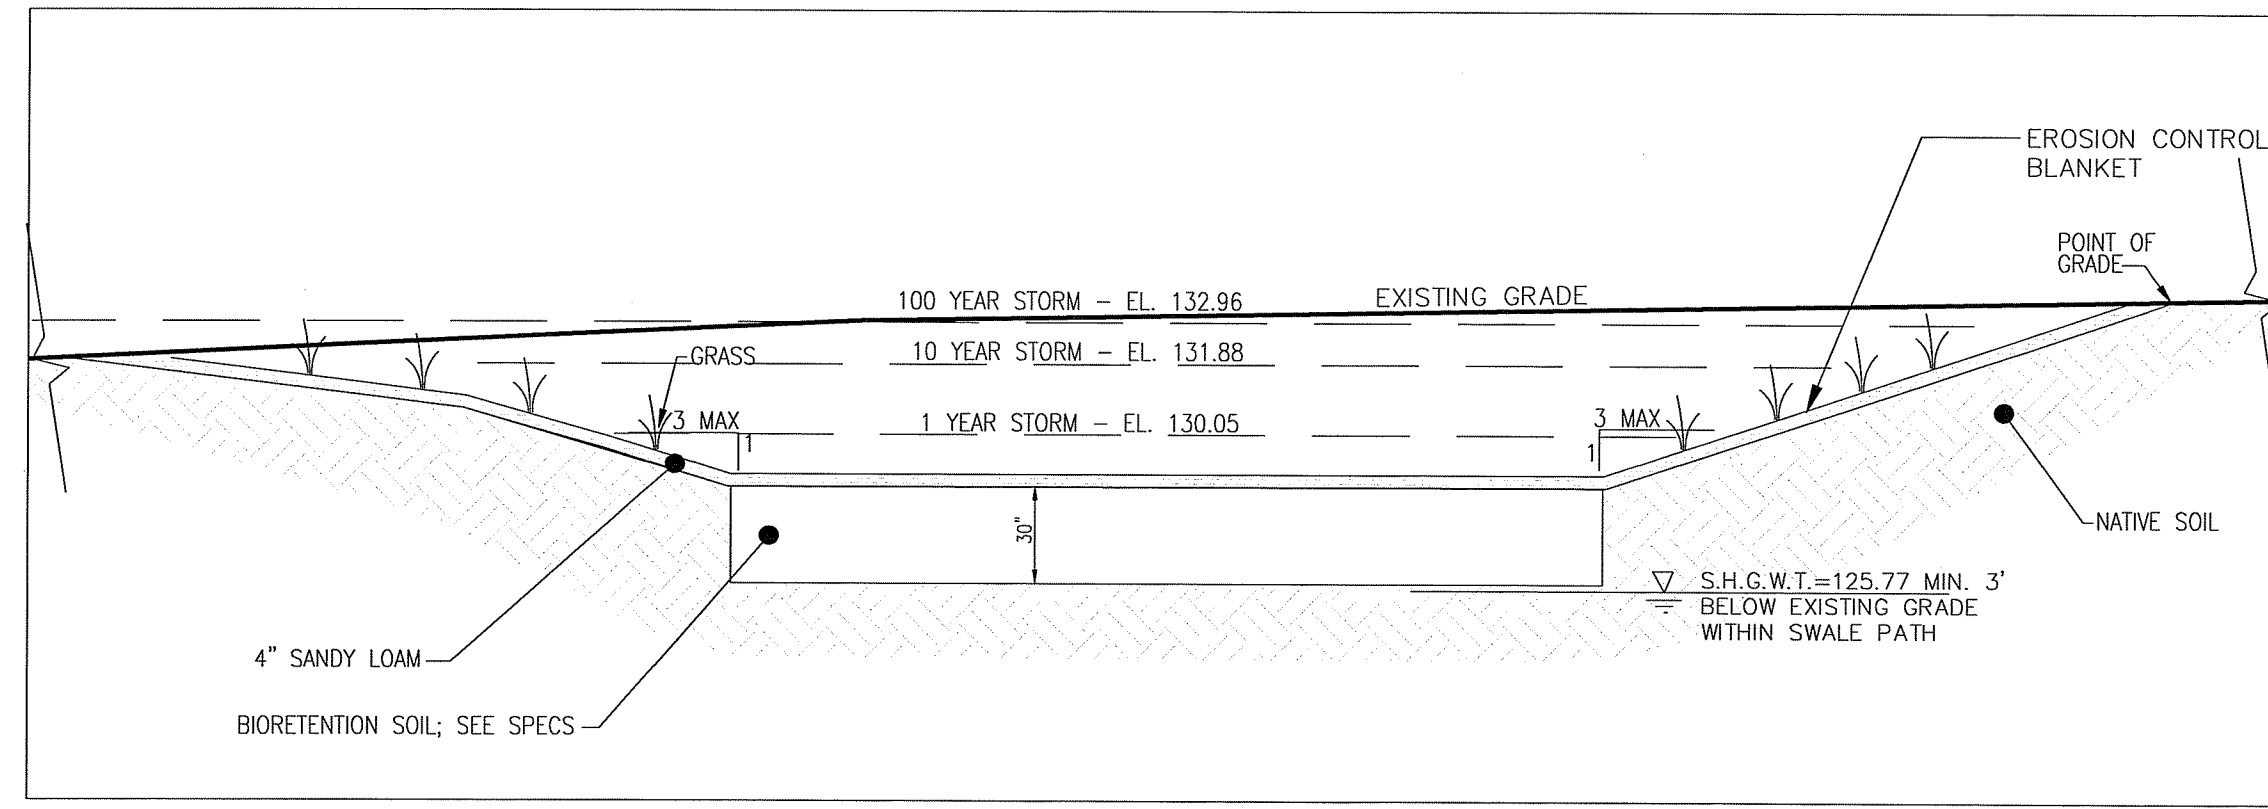 EROSION CONTROL
BLANKET
POINT OF
GRADE
100 YEAR STORM – EL. 132.96
EXISTING GRADE
10 YEAR STORM – EL. 131.88
GRASS
3 MAX
1
1 YEAR STORM – EL. 130.05
3 MAX
1
30"
NATIVE SOIL
S.H.G.W.T.=125.77 MIN. 3'
BELOW EXISTING GRADE
WITHIN SWALE PATH
4" SANDY LOAM
BIORETENTION SOIL; SEE SPECS